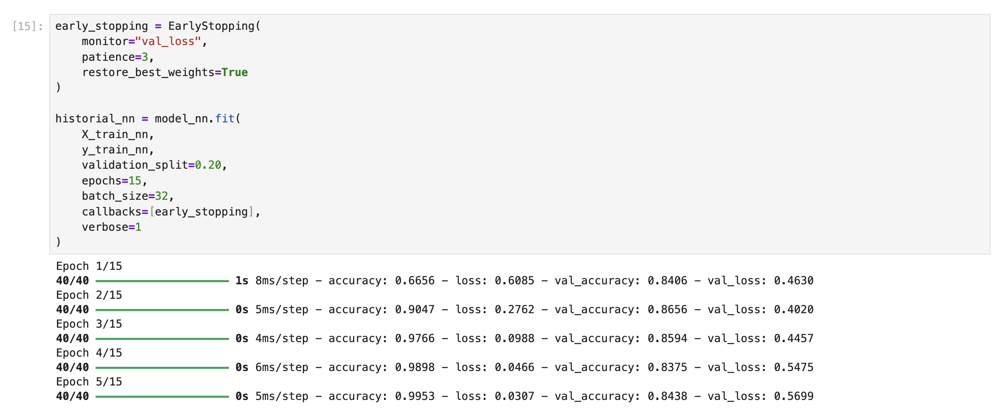 [15]:
early_stopping = EarlyStopping(
    monitor="val_loss",
    patience=3,
    restore_best_weights=True
)

historial_nn = model_nn.fit(
    X_train_nn,
    y_train_nn,
    validation_split=0.20,
    epochs=15,
    batch_size=32,
    callbacks=[early_stopping],
    verbose=1
)
Epoch 1/15
40/40 ━━━━━━━━━━━━━━━━━━━━ 1s 8ms/step - accuracy: 0.6656 - loss: 0.6085 - val_accuracy: 0.8406 - val_loss: 0.4630
Epoch 2/15
40/40 ━━━━━━━━━━━━━━━━━━━━ 0s 5ms/step - accuracy: 0.9047 - loss: 0.2762 - val_accuracy: 0.8656 - val_loss: 0.4020
Epoch 3/15
40/40 ━━━━━━━━━━━━━━━━━━━━ 0s 4ms/step - accuracy: 0.9766 - loss: 0.0988 - val_accuracy: 0.8594 - val_loss: 0.4457
Epoch 4/15
40/40 ━━━━━━━━━━━━━━━━━━━━ 0s 6ms/step - accuracy: 0.9898 - loss: 0.0466 - val_accuracy: 0.8375 - val_loss: 0.5475
Epoch 5/15
40/40 ━━━━━━━━━━━━━━━━━━━━ 0s 5ms/step - accuracy: 0.9953 - loss: 0.0307 - val_accuracy: 0.8438 - val_loss: 0.5699